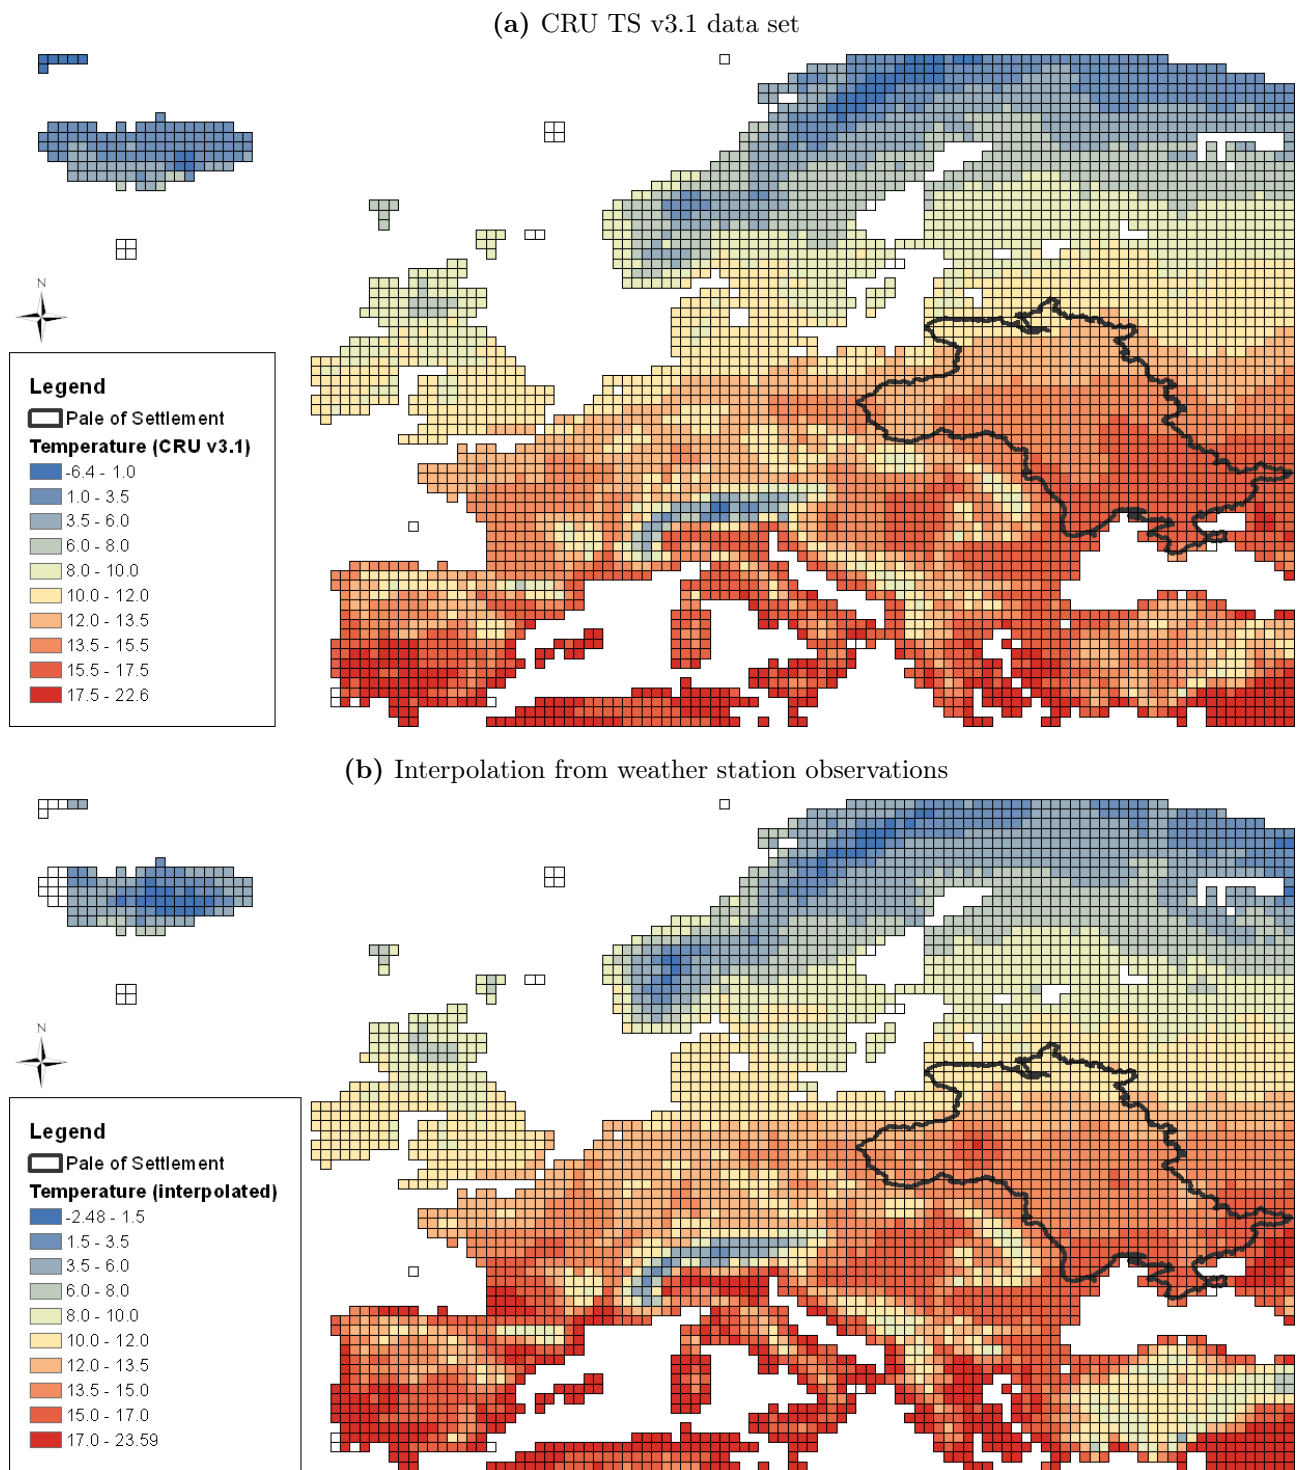 (a) CRU TS v3.1 data set
N
Legend
Pale of Settlement
Temperature (CRU v3.1)
-6.4 - 1.0
1.0 - 3.5
3.5 - 6.0
6.0 - 8.0
8.0 - 10.0
10.0 - 12.0
12.0 - 13.5
13.5 - 15.5
15.5 - 17.5
17.5 - 22.6
(b) Interpolation from weather station observations
N
Legend
Pale of Settlement
Temperature (interpolated)
-2.48 - 1.5
1.5 - 3.5
3.5 - 6.0
6.0 - 8.0
8.0 - 10.0
10.0 - 12.0
12.0 - 13.5
13.5 - 15.0
15.0 - 17.0
17.0 - 23.59